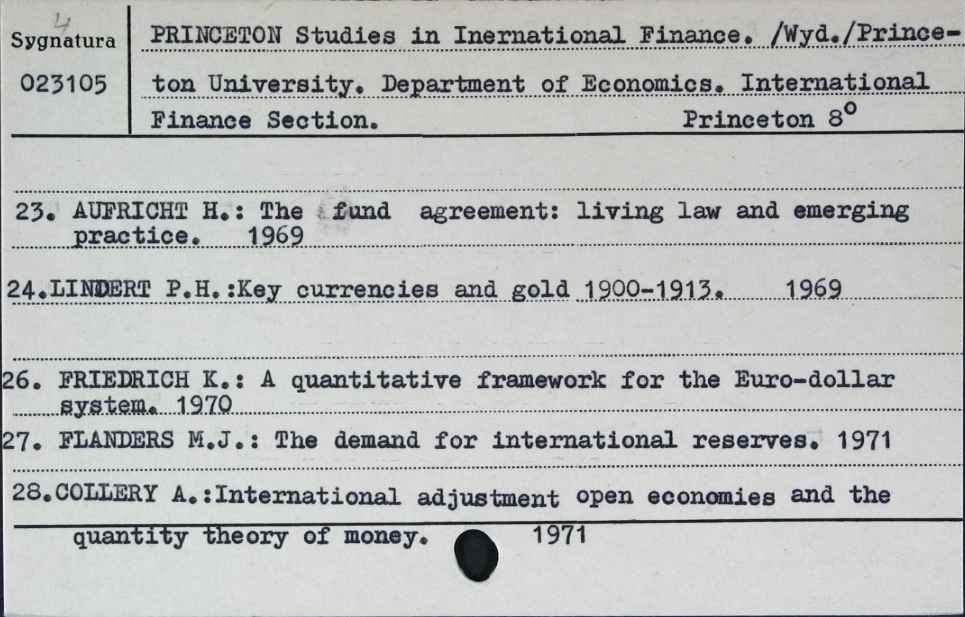 4
Sygnatura
023105
PRINCETON Studies in Inernational Finance. /Wyd./Prince-
ton University. Department of Economics. International
Finance Section. Princeton 8°
23. AUFRICHT H.: The fund agreement: living law and emerging
practice. 1969
24.LINDERT P.H.:Key currencies and gold 1900-1913. 1969
26. FRIEDRICH K.: A quantitative framework for the Euro-dollar
system. 1970
27. FLANDERS M.J.: The demand for international reserves. 1971
28.COLLERY A.:International adjustment open economies and the
quantity theory of money. 1971